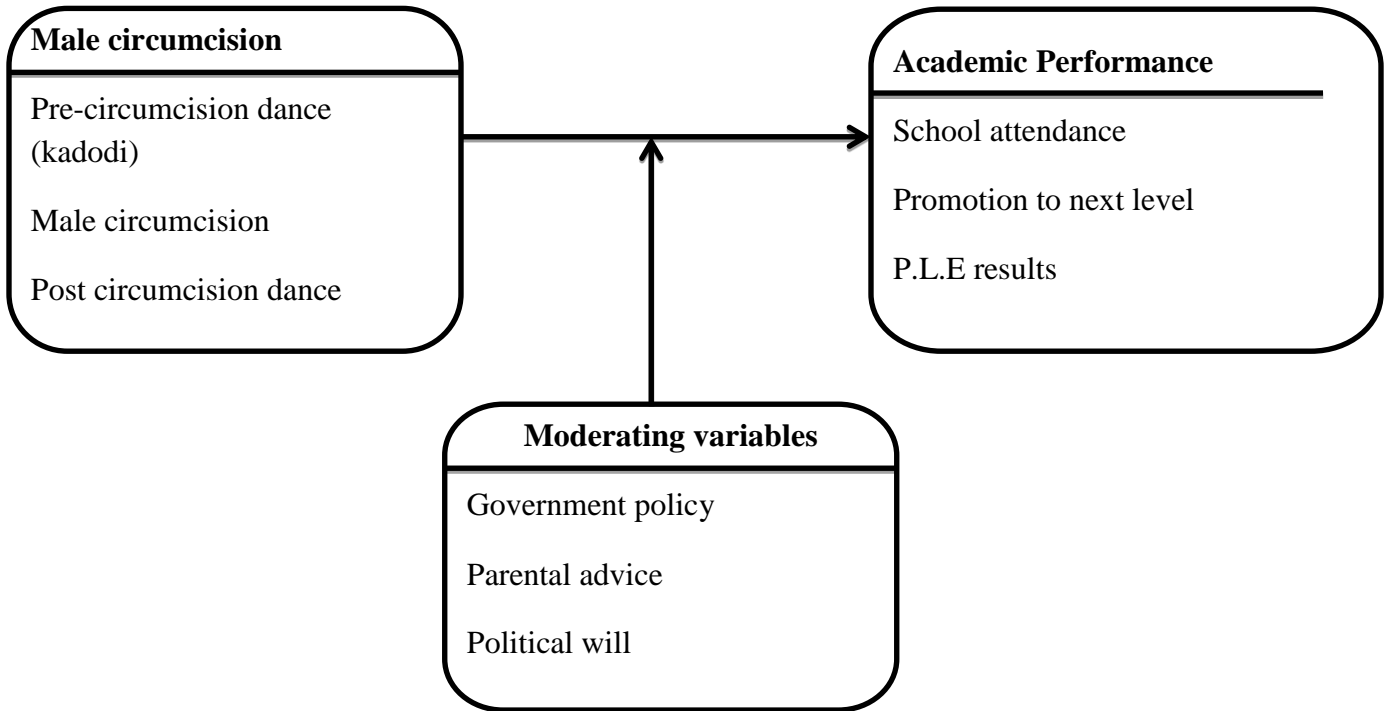 Male circumcision
Pre-circumcision dance
(kadodi)
Male circumcision
Post circumcision dance
Academic Performance
School attendance
Promotion to next level
P.L.E results
Moderating variables
Government policy
Parental advice
Political will